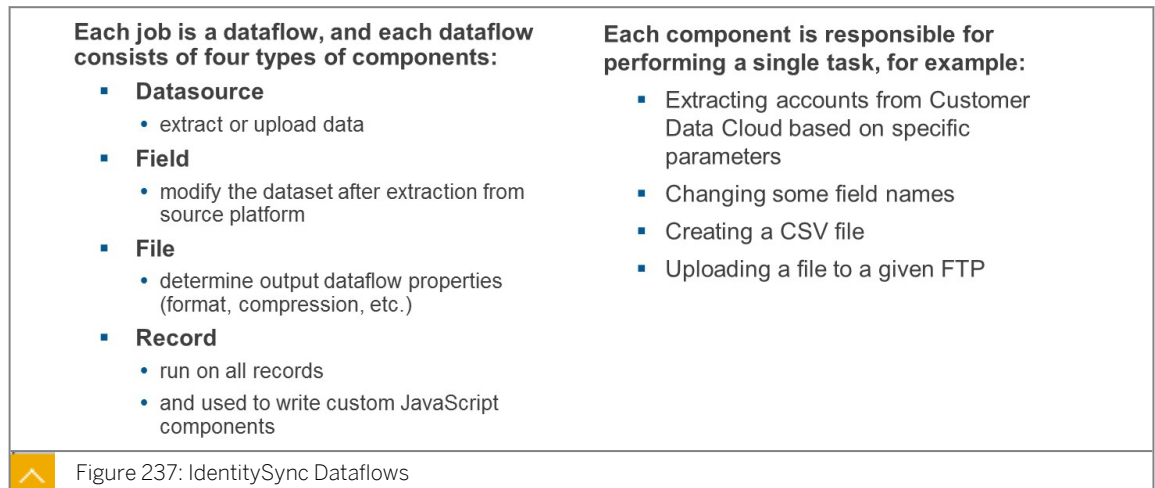 Each job is a dataflow, and each dataflow
consists of four types of components:
▪ Datasource
• extract or upload data
▪ Field
• modify the dataset after extraction from
source platform
▪ File
• determine output dataflow properties
(format, compression, etc.)
▪ Record
• run on all records
• and used to write custom JavaScript
components
Each component is responsible for
performing a single task, for example:
▪ Extracting accounts from Customer
Data Cloud based on specific
parameters
▪ Changing some field names
▪ Creating a CSV file
▪ Uploading a file to a given FTP
Figure 237: IdentitySync Dataflows